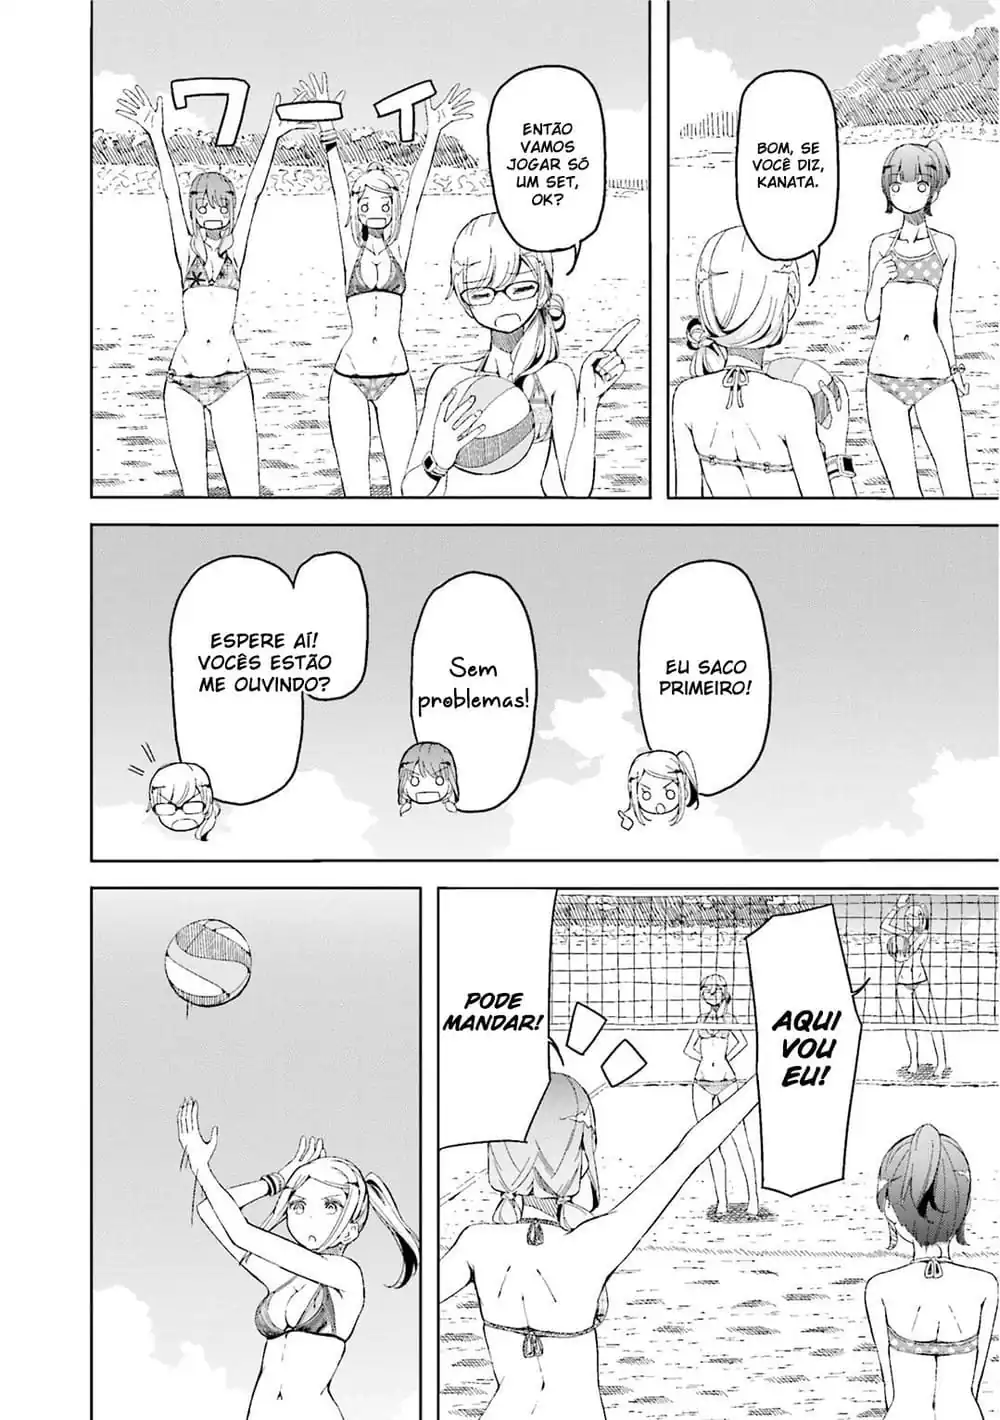 BOM, SE
VOCÊ DIZ,
KANATA.
ENTÃO
VAMOS
JOGAR SÓ
UM SET,
OK?
ワーイ
EU SACO
PRIMEIRO!
Sem
problemas!
ESPERE AÍ!
VOCÊS ESTÃO
ME OUVINDO?
AQUI
VOU
EU!
PODE
MANDAR!